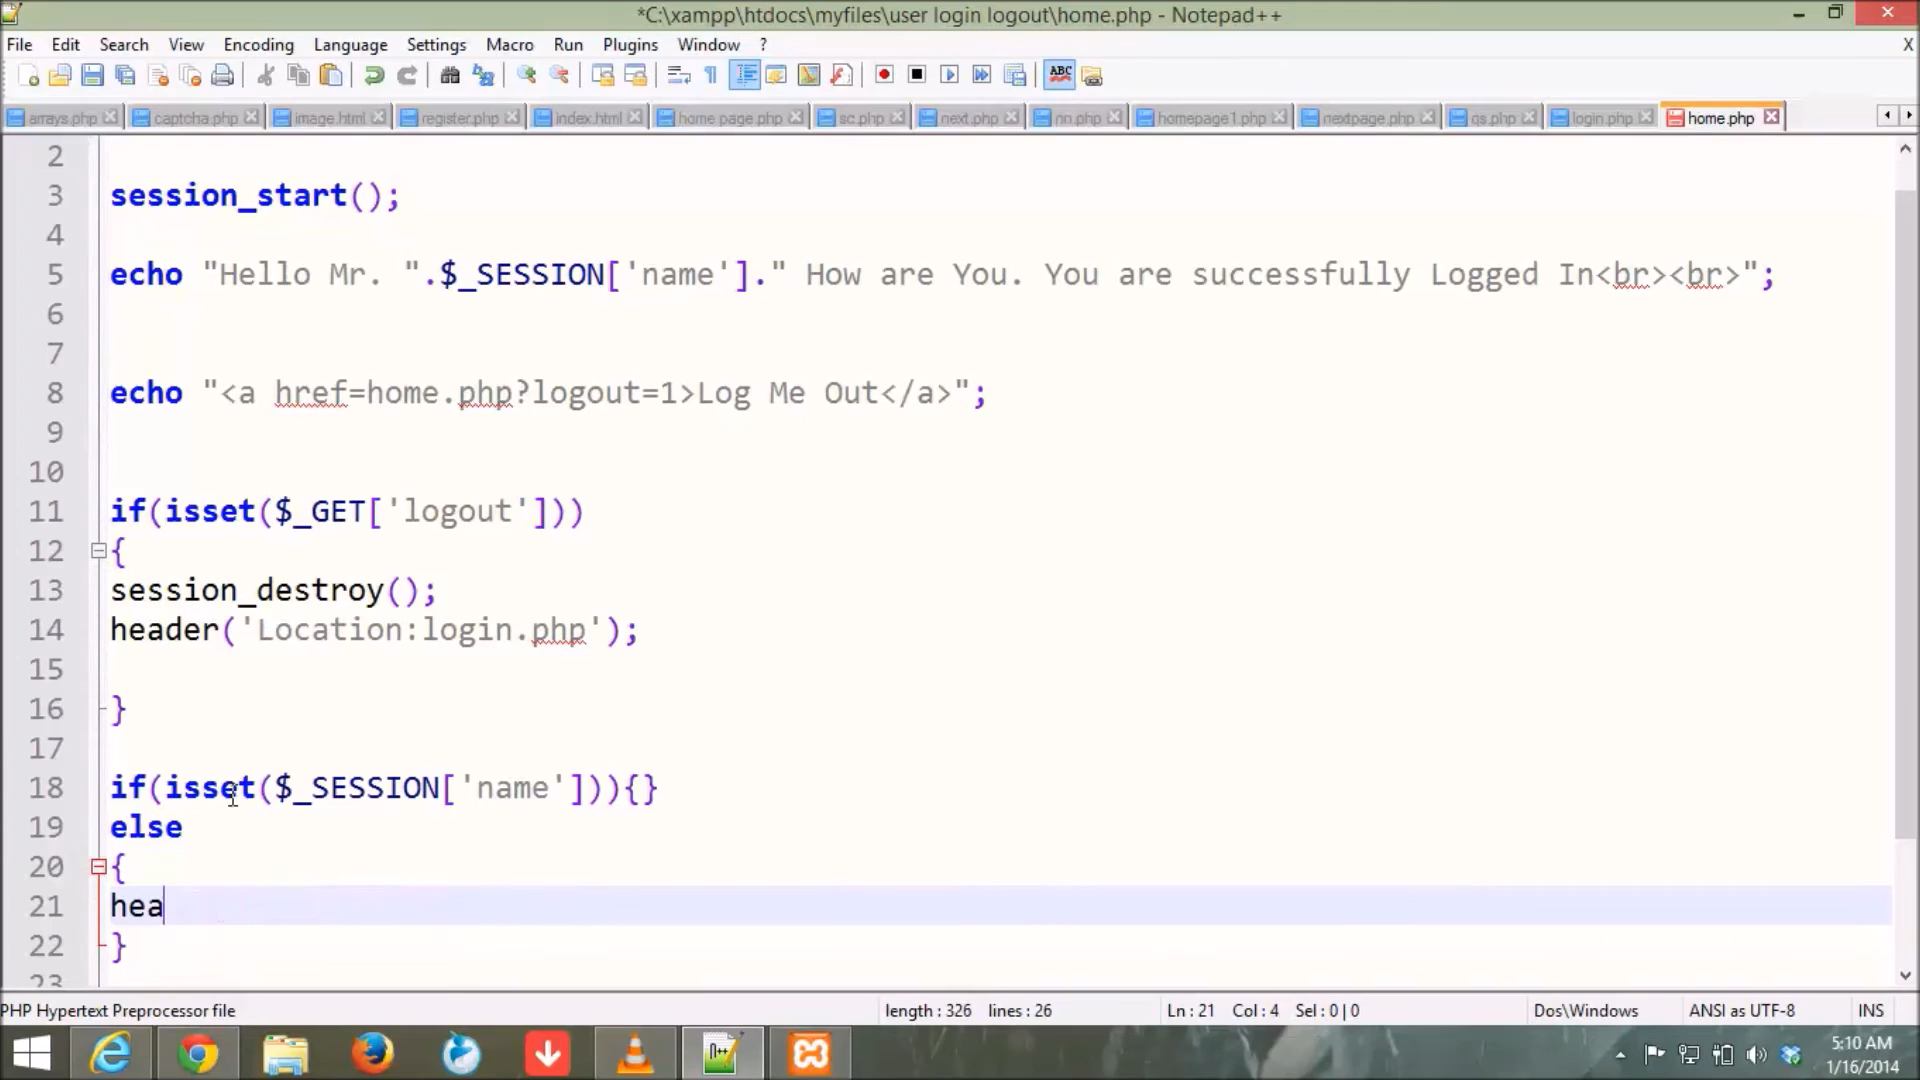 *C:\xampp\htdocs\myfiles\user login logout\home.php - Notepad++
File Edit Search View Encoding Language Settings Macro Run Plugins Window ? X
arrays.php captcha.php image.html register.php index.html home page.php sc.php next.php nn.php homepage1.php nextpage.php qs.php login.php home.php
2
3 session_start();
4
5 echo "Hello Mr. ".$_SESSION['name']." How are You. You are successfully Logged In<br><br>";
6
7
8 echo "<a href=home.php?logout=1>Log Me Out</a>";
9
10
11 if(isset($_GET['logout']))
12 {
13 session_destroy();
14 header('Location:login.php');
15
16 }
17
18 if(isset($_SESSION['name'])){}
19 else
20 {
21 hea
22 }
23
PHP Hypertext Preprocessor file length : 326 lines : 26 Ln : 21 Col : 4 Sel : 0 | 0 Dos\Windows ANSI as UTF-8 INS
5:10 AM
1/16/2014